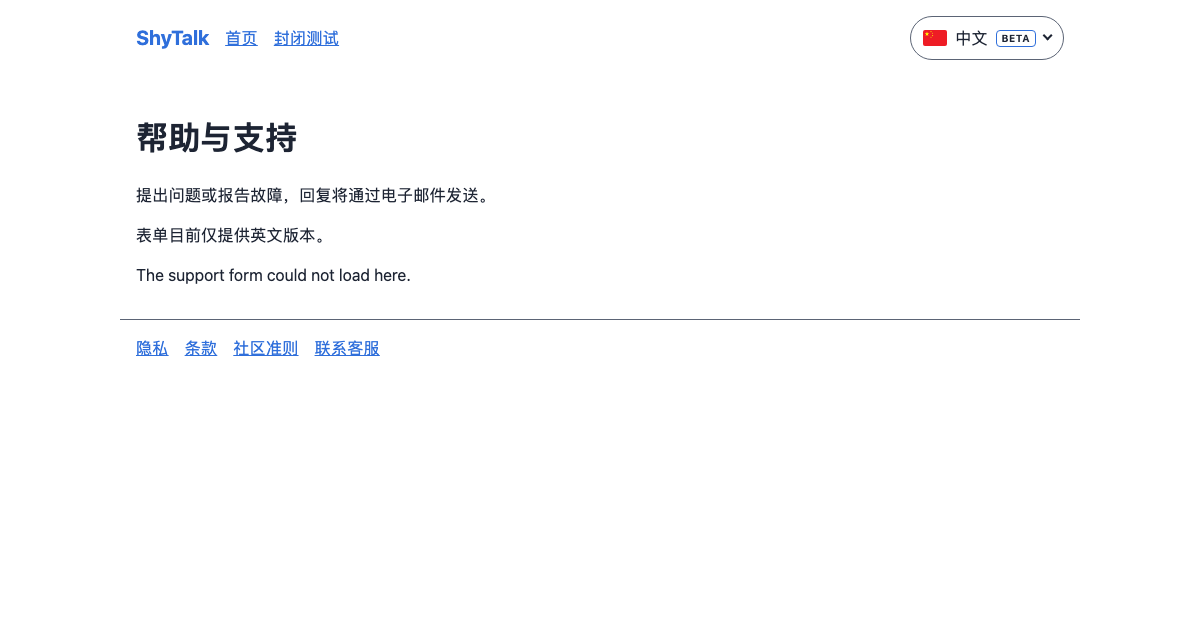 ShyTalk 首页 封闭测试 中文 BETA
帮助与支持
提出问题或报告故障，回复将通过电子邮件发送。
表单目前仅提供英文版本。
The support form could not load here.
隐私 条款 社区准则 联系客服